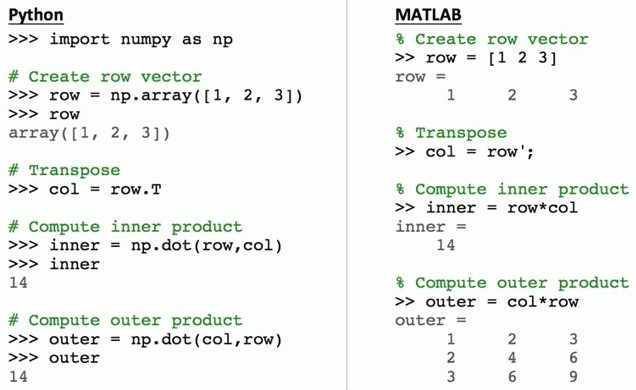 Python
>>> import numpy as np
# Create row vector
>>> row = np.array([1, 2, 3])
>>> row
array([1, 2, 3])
# Transpose
>>> col = row.T
# Compute inner product
>>> inner = np.dot(row,col)
>>> inner
14
# Compute outer product
>>> outer = np.dot(col,row)
>>> outer
14
MATLAB
% Create row vector
>> row = [1 2 3]
row =
1 2 3
% Transpose
>> col = row';
% Compute inner product
>> inner = row*col
inner =
14
% Compute outer product
>> outer = col*row
outer =
1 2 3
2 4 6
3 6 9